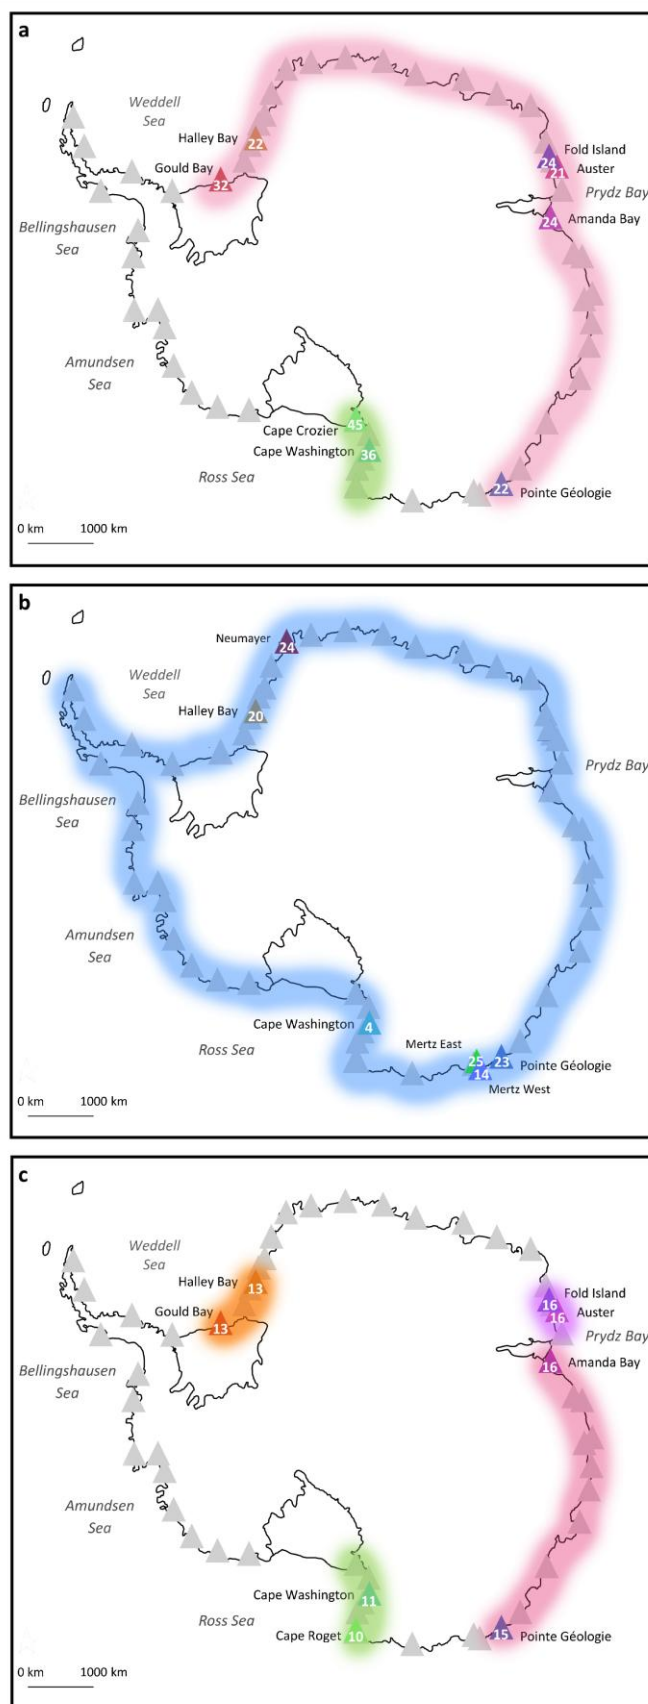 a
Weddell
Sea
Halley Bay
22
Gould Bay
32
Fold Island
24
Auster
21
Prydz Bay
Amanda Bay
24
Bellingshausen
Sea
Amundsen
Sea
Cape Crozier
45
Cape Washington
36
Ross Sea
Pointe Géologie
22
0 km 1000 km
b
Neumayer
24
Weddell
Sea
Halley Bay
20
Prydz Bay
Bellingshausen
Sea
Amundsen
Sea
Cape Washington
4
Ross Sea
Mertz East
25
23
Pointe Géologie
14
Mertz West
0 km 1000 km
c
Weddell
Sea
Halley Bay
13
Gould Bay
13
Fold Island
16
Auster
16
Prydz Bay
Amanda Bay
16
Bellingshausen
Sea
Amundsen
Sea
Cape Washington
11
Ross Sea
Cape Roget
10
15
Pointe Géologie
0 km 1000 km